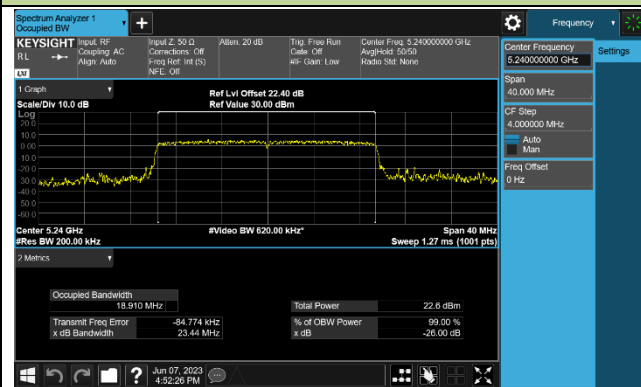 Spectrum Analyzer 1
Occupied BW
Frequency
KEYSIGHT
RL
LXI
Input: RF
Coupling: AC
Align: Auto
Input Z: 50 Ω
Corrections: Off
Freq Ref: Int (S)
NFE: Off
Atten: 20 dB
Trig: Free Run
Gate: Off
#IF Gain: Low
Center Freq: 5.240000000 GHz
Avg|Hold: 50/50
Radio Std: None
Center Frequency
5.240000000 GHz
Settings
Span
40.000 MHz
CF Step
4.000000 MHz
Auto
Man
Freq Offset
0 Hz
1 Graph
Scale/Div 10.0 dB
Ref Lvl Offset 22.40 dB
Ref Value 30.00 dBm
Log
20.0
10.0
0.00
-10.0
-20.0
-30.0
-40.0
-50.0
-60.0
Center 5.24 GHz
#Res BW 200.00 kHz
#Video BW 620.00 kHz*
Span 40 MHz
Sweep 1.27 ms (1001 pts)
2 Metrics
Occupied Bandwidth
18.910 MHz
Total Power 22.6 dBm
Transmit Freq Error -84.774 kHz
% of OBW Power 99.00 %
x dB Bandwidth 23.44 MHz
x dB -26.00 dB
?
Jun 07, 2023
4:52:26 PM